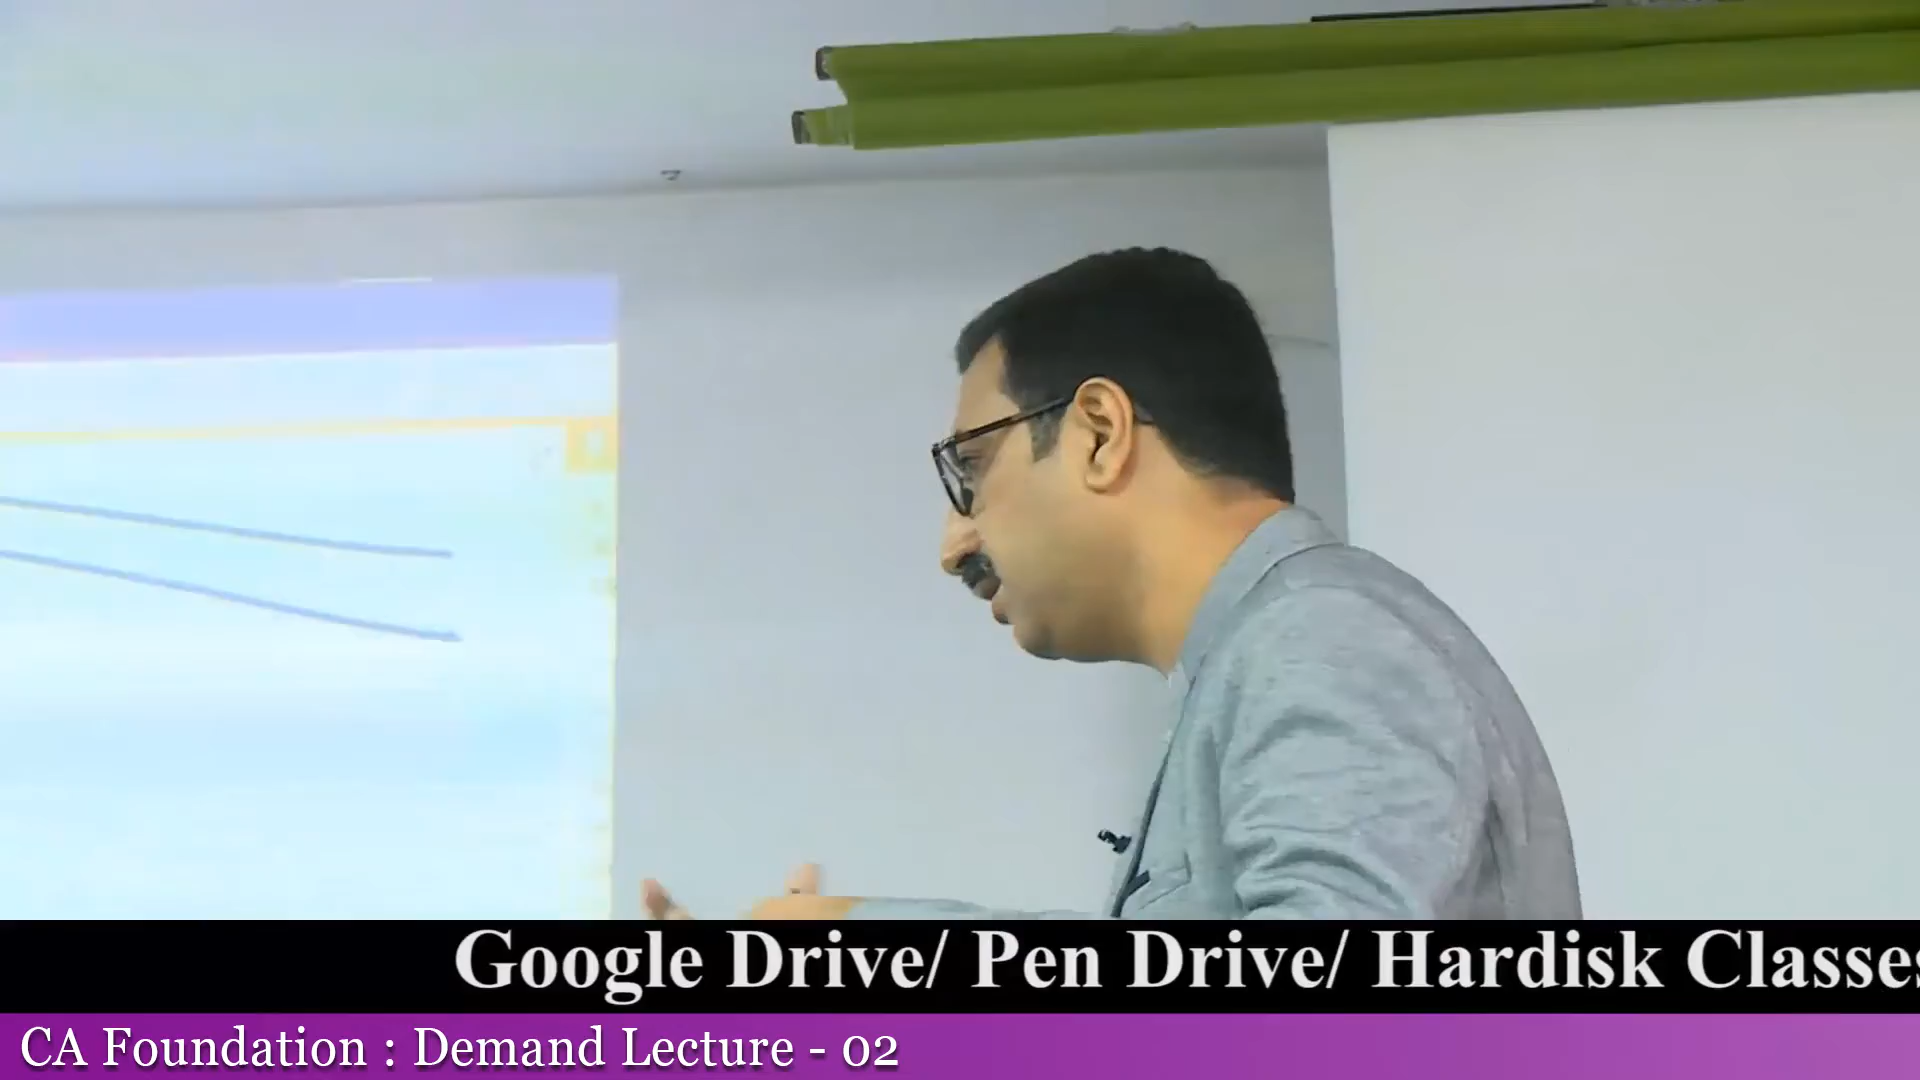 Google Drive/ Pen Drive/ Hardisk Classes
CA Foundation : Demand Lecture - 02